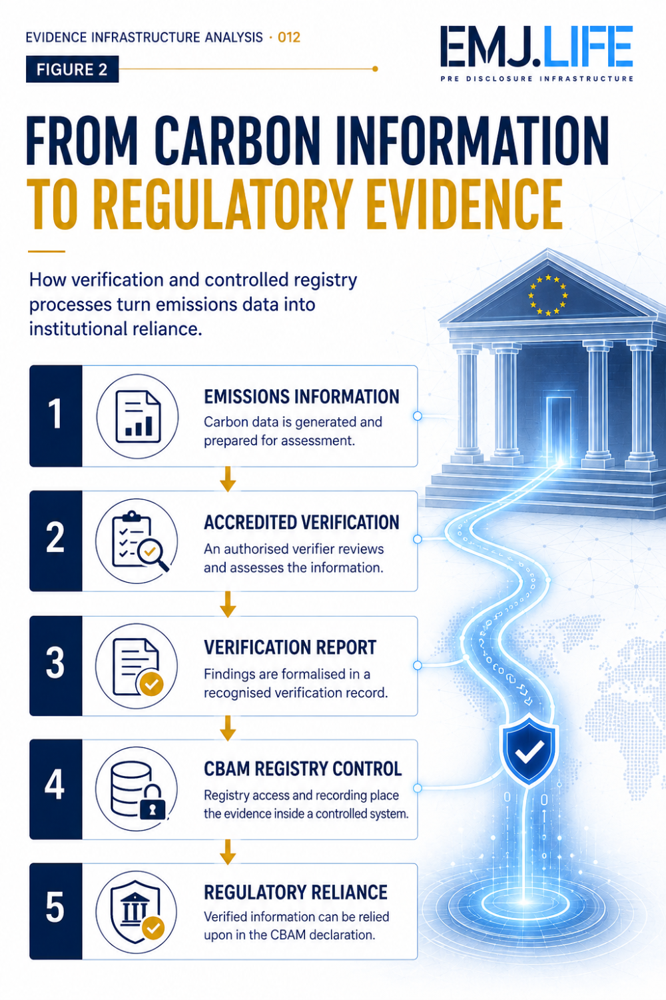 EVIDENCE INFRASTRUCTURE ANALYSIS · 012
FIGURE 2
EMJ.LIFE
PRE DISCLOSURE INFRASTRUCTURE
FROM CARBON INFORMATION
TO REGULATORY EVIDENCE
How verification and controlled registry
processes turn emissions data into
institutional reliance.
1
EMISSIONS INFORMATION
Carbon data is generated and
prepared for assessment.
2
ACCREDITED VERIFICATION
An authorised verifier reviews
and assesses the information.
3
VERIFICATION REPORT
Findings are formalised in a
recognised verification record.
4
CBAM REGISTRY CONTROL
Registry access and recording place
the evidence inside a controlled system.
5
REGULATORY RELIANCE
Verified information can be relied
upon in the CBAM declaration.